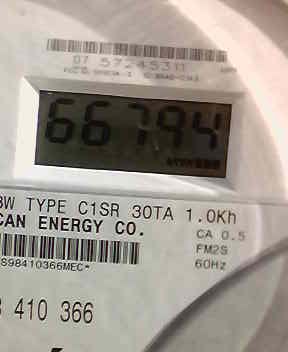 07 57245311
66794
3W TYPE C1SR 30TA 1.0Kh
CAN ENERGY CO.
CA 0.5
FM2S
60Hz
S98410366MEC*
410 366